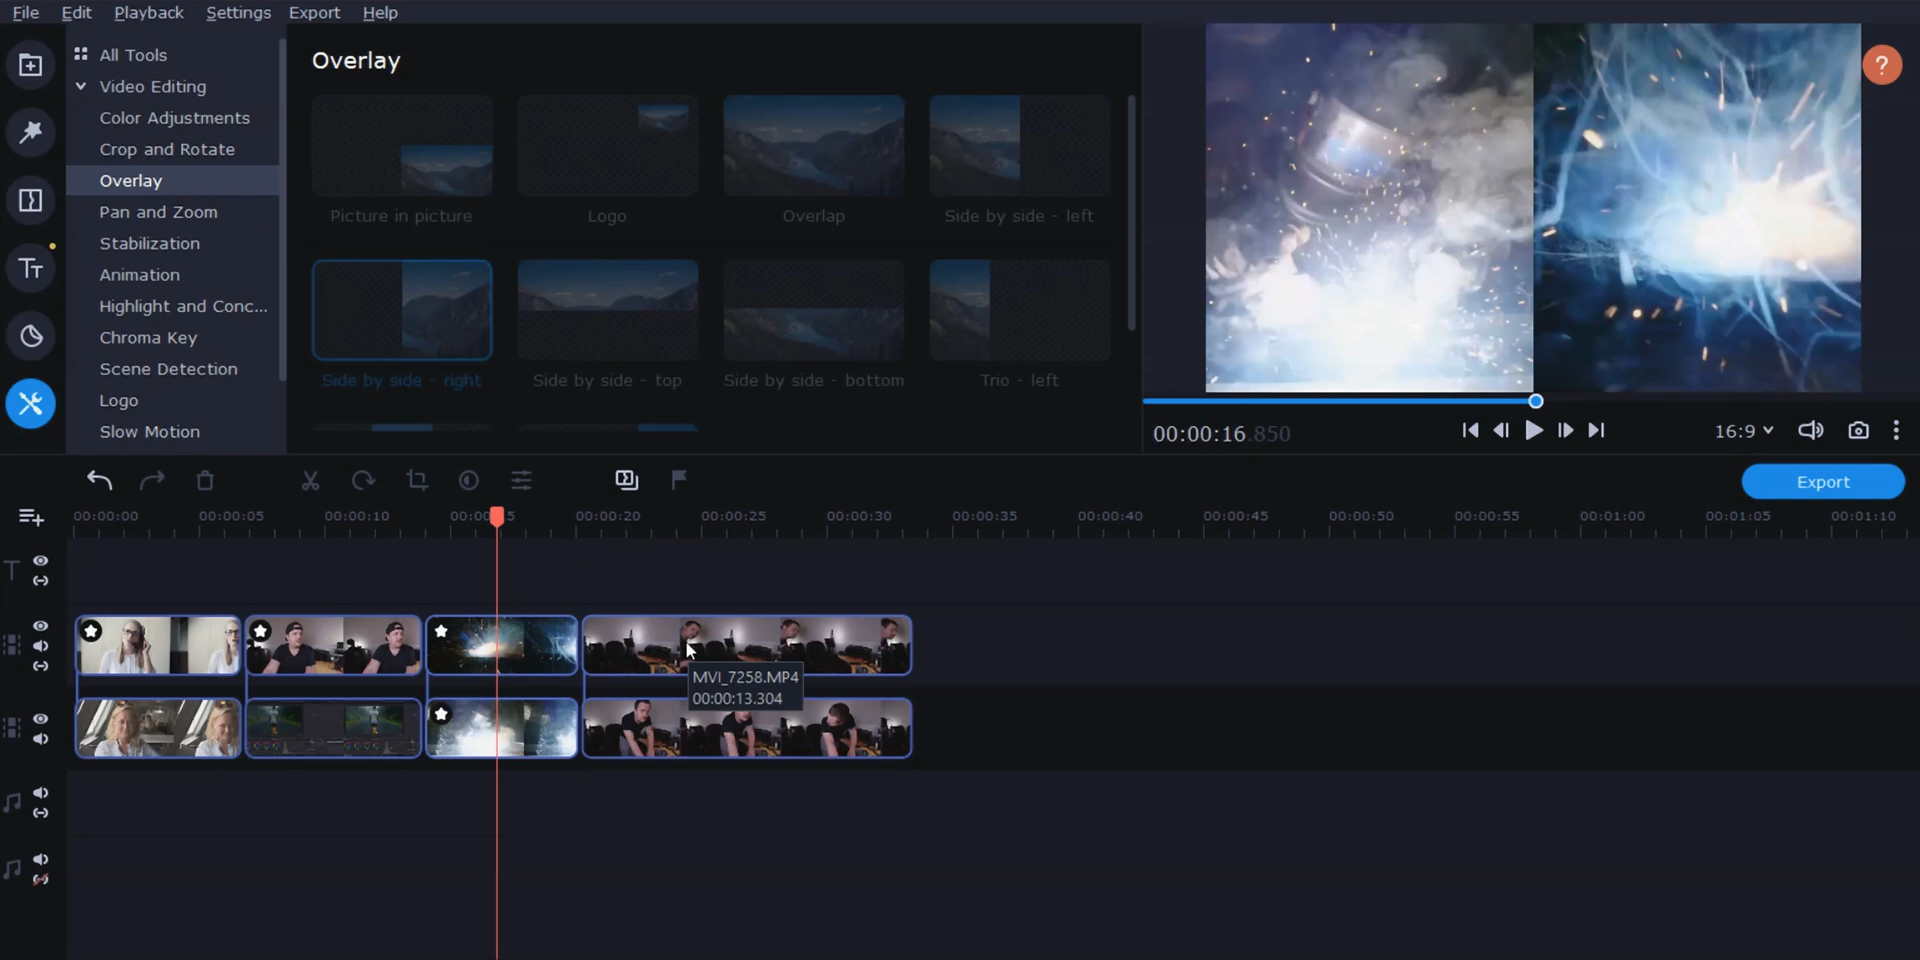 File Edit Playback Settings Export Help
All Tools
Video Editing
Color Adjustments
Crop and Rotate
Overlay
Pan and Zoom
Stabilization
Animation
Highlight and Conc...
Chroma Key
Scene Detection
Logo
Slow Motion
Overlay
Picture in picture
Logo
Overlap
Side by side - left
Side by side - right
Side by side - top
Side by side - bottom
Trio - left
?
00:00:16.850
16:9
Export
00:00:00 00:00:05 00:00:10 00:00:20 00:00:25 00:00:30 00:00:35 00:00:40 00:00:45 00:00:50 00:00:55 00:01:00 00:01:05 00:01:10
MVI_7258.MP4
00:00:13.304